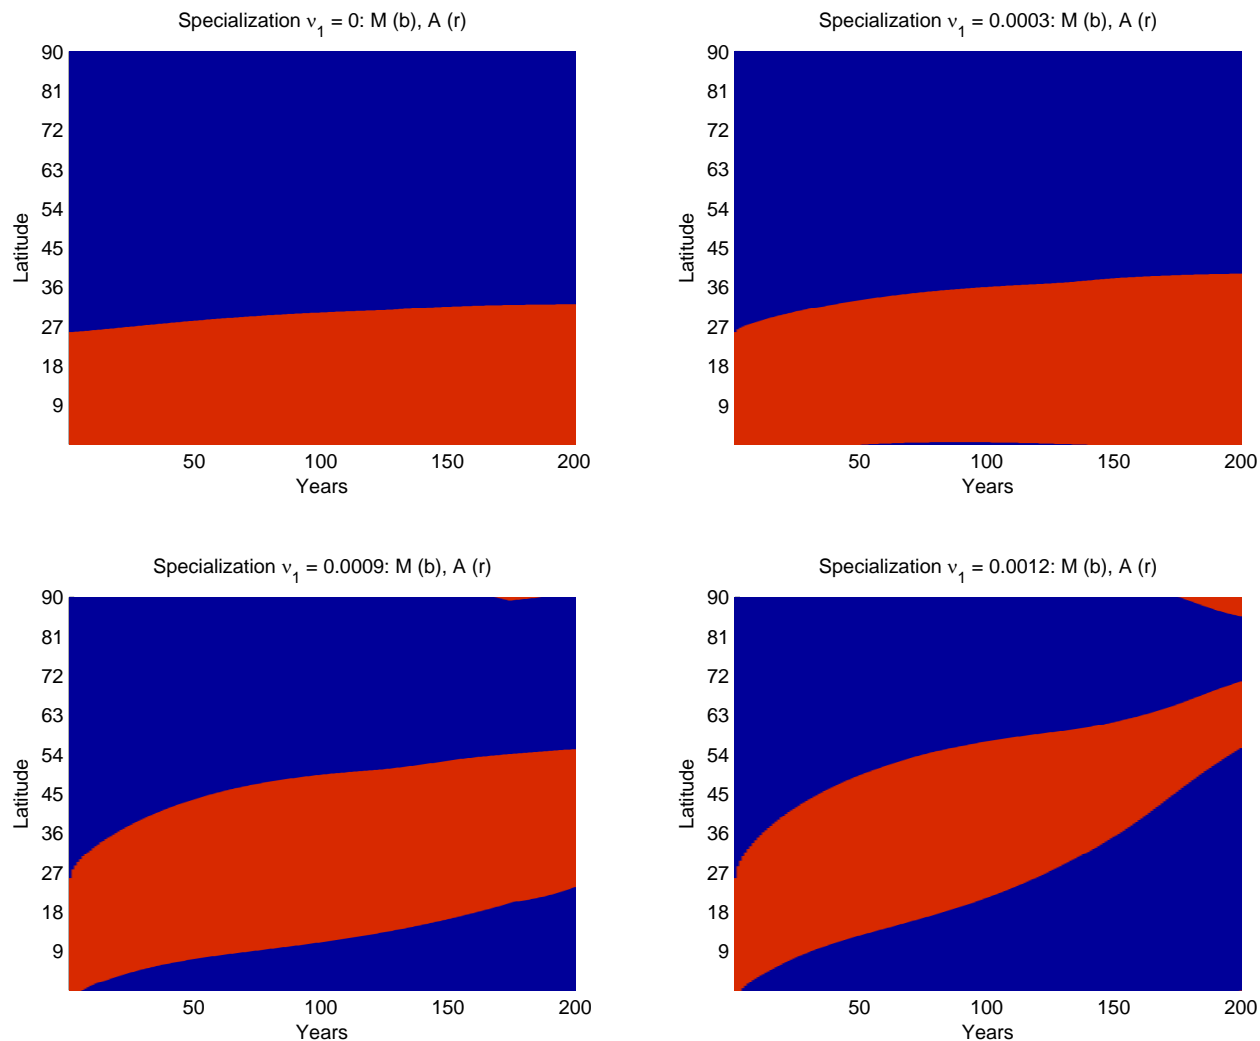 Specialization ν1 = 0: M (b), A (r)
90
81
72
63
54
45
36
27
18
9
Latitude
50 100 150 200
Years
Specialization ν1 = 0.0003: M (b), A (r)
90
81
72
63
54
45
36
27
18
9
Latitude
50 100 150 200
Years
Specialization ν1 = 0.0009: M (b), A (r)
90
81
72
63
54
45
36
27
18
9
Latitude
50 100 150 200
Years
Specialization ν1 = 0.0012: M (b), A (r)
90
81
72
63
54
45
36
27
18
9
Latitude
50 100 150 200
Years